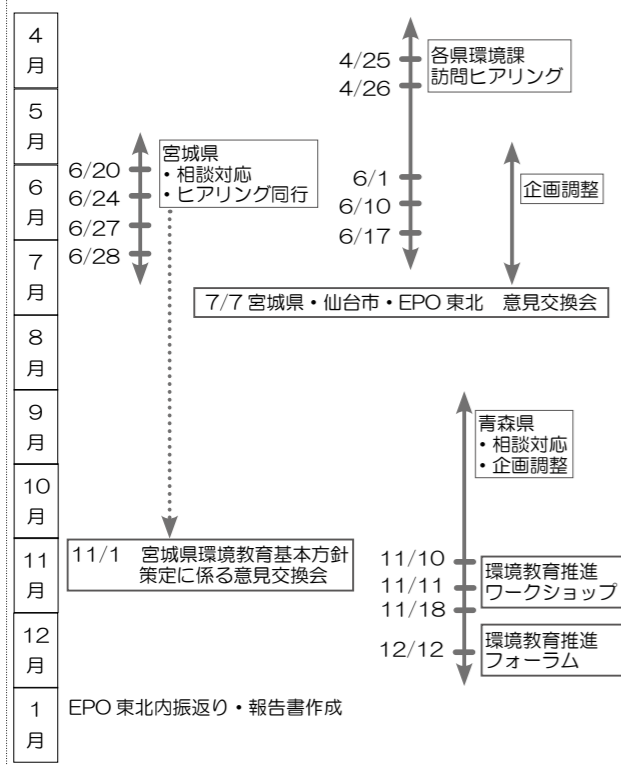 4
月
5
月
6
月
7
月
8
月
9
月
10
月
11
月
12
月
1
月
4/25
4/26
各県環境課
訪問ヒアリング
6/20
6/24
6/27
6/28
宮城県
・相談対応
・ヒアリング同行
6/1
6/10
6/17
企画調整
7/7 宮城県・仙台市・EPO 東北　意見交換会
青森県
・相談対応
・企画調整
11/1　宮城県環境教育基本方針
策定に係る意見交換会
11/10
11/11
11/18
環境教育推進
ワークショップ
12/12
環境教育推進
フォーラム
EPO 東北内振返り・報告書作成